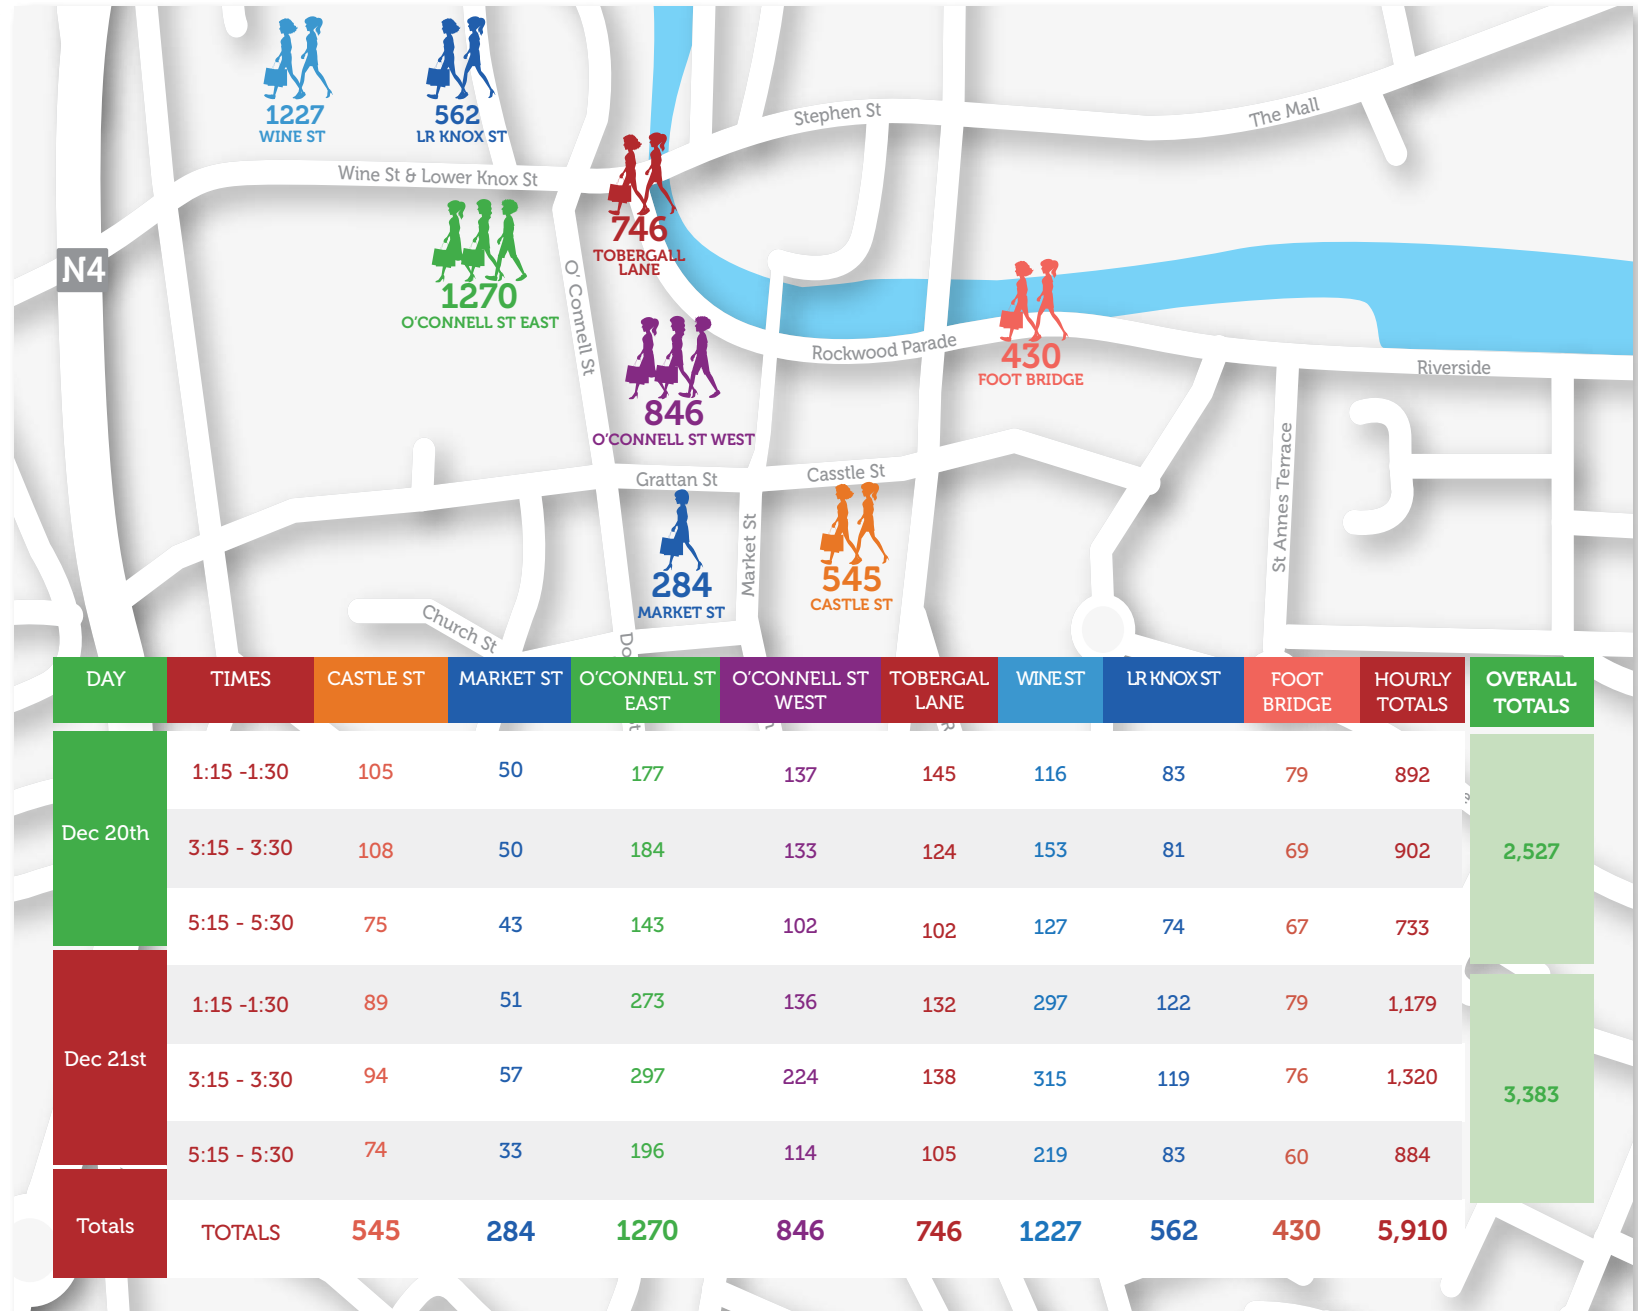 1227
WINE ST
562
LR KNOX ST
Stephen St
The Mall
Wine St & Lower Knox St
746
TOBERGALL
LANE
N4
1270
O'CONNELL ST EAST
O' Connell St
430
FOOT BRIDGE
Rockwood Parade
Riverside
846
O'CONNELL ST WEST
Grattan St
Casstle St
St Annes Terrace
Market St
284
MARKET ST
545
CASTLE ST
Church St
DAY TIMES CASTLE ST MARKET ST O'CONNELL ST EAST O'CONNELL ST WEST TOBERGAL LANE WINE ST LR KNOX ST FOOT BRIDGE HOURLY TOTALS OVERALL TOTALS
Dec 20th
1:15 -1:30 105 50 177 137 145 116 83 79 892
3:15 - 3:30 108 50 184 133 124 153 81 69 902
2,527
5:15 - 5:30 75 43 143 102 102 127 74 67 733
Dec 21st
1:15 -1:30 89 51 273 136 132 297 122 79 1,179
3:15 - 3:30 94 57 297 224 138 315 119 76 1,320
3,383
5:15 - 5:30 74 33 196 114 105 219 83 60 884
Totals TOTALS 545 284 1270 846 746 1227 562 430 5,910